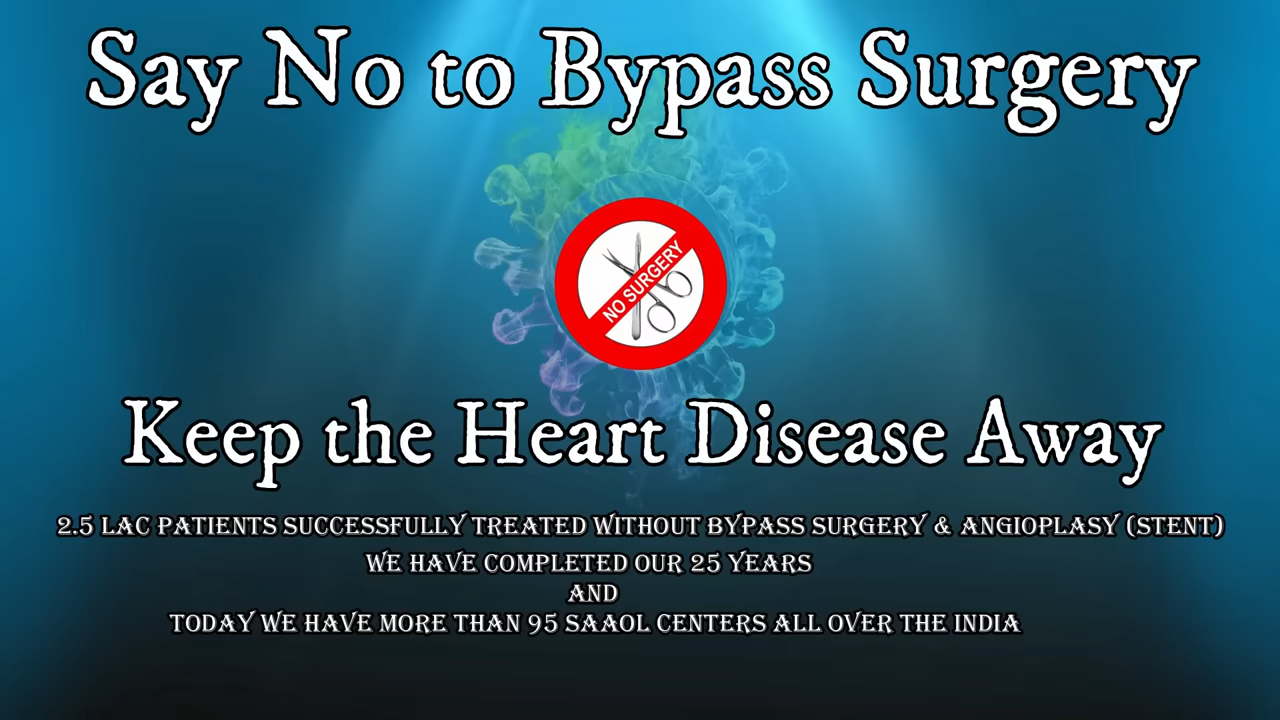 Say No to Bypass Surgery
NO SURGERY
Keep the Heart Disease Away
2.5 LAC PATIENTS SUCCESSFULLY TREATED WITHOUT BYPASS SURGERY & ANGIOPLASY (STENT)
WE HAVE COMPLETED OUR 25 YEARS
AND
TODAY WE HAVE MORE THAN 95 SAAOL CENTERS ALL OVER THE INDIA